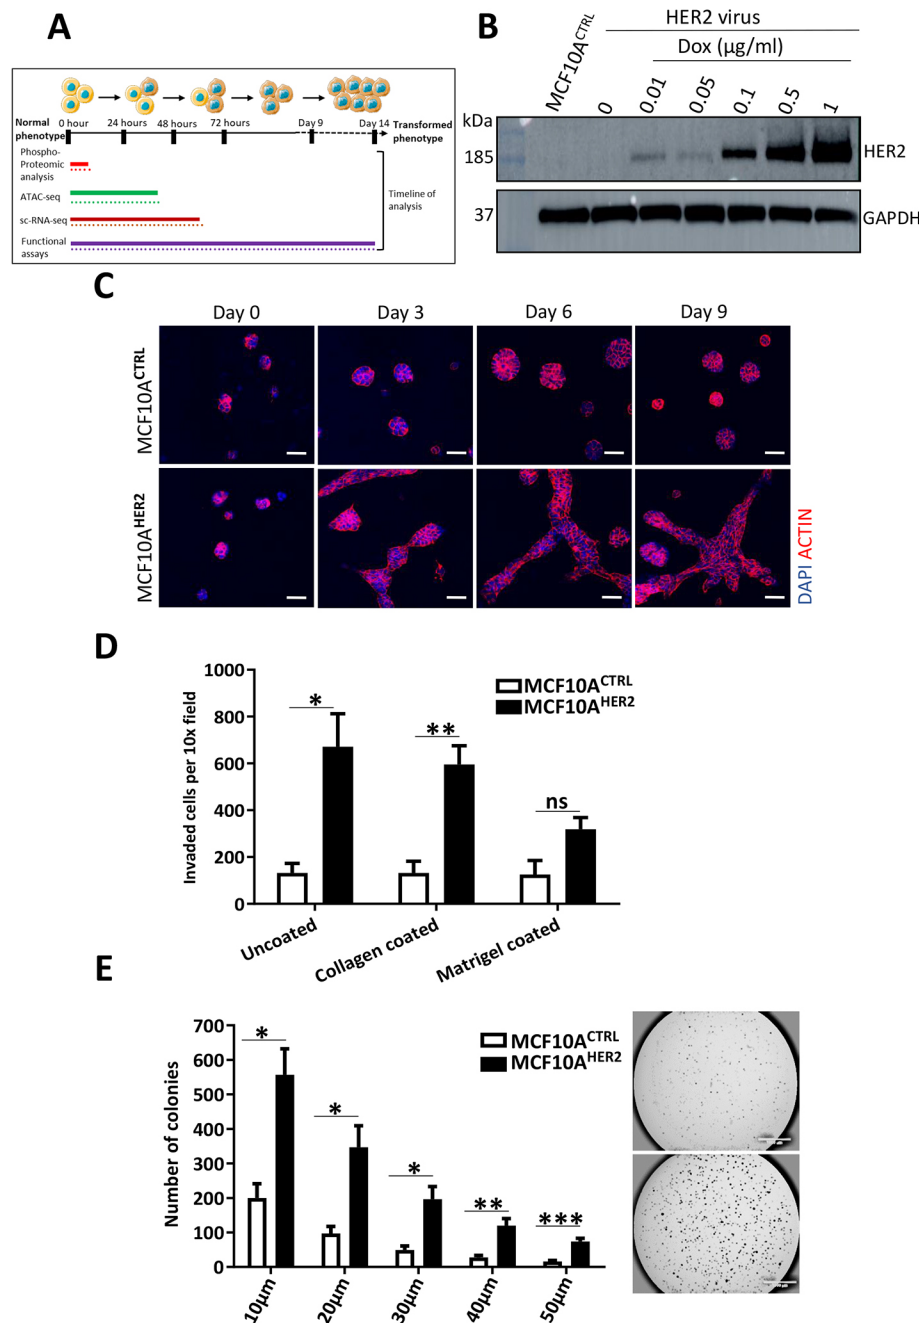 A
0 hour 24 hours 48 hours 72 hours Day 9 Day 14
Normal phenotype
Transformed phenotype
Phospho-
Proteomic
analysis
ATAC-seq
sc-RNA-seq
Functional
assays
Timeline of
analysis
B
HER2 virus
Dox (µg/ml)
MCF10A^CTRL 0 0.01 0.05 0.1 0.5 1
kDa
185 HER2
37 GAPDH
C
Day 0 Day 3 Day 6 Day 9
MCF10A^CTRL
MCF10A^HER2
DAPI ACTIN
D
Invaded cells per 10x field
1000
800
600
400
200
0
MCF10A^CTRL
MCF10A^HER2
* ** ns
Uncoated Collagen coated Matrigel coated
E
Number of colonies
700
600
500
400
300
200
100
0
MCF10A^CTRL
MCF10A^HER2
* * * ** ***
10µm 20µm 30µm 40µm 50µm